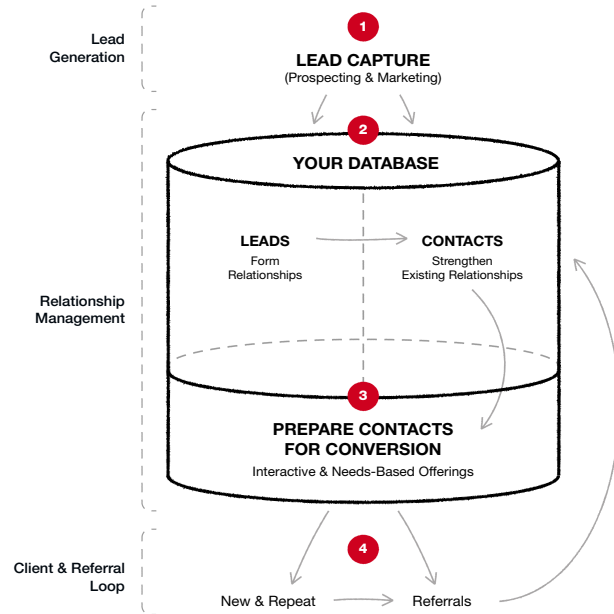 1
Lead
Generation
LEAD CAPTURE
(Prospecting & Marketing)
2
YOUR DATABASE
LEADS
Form
Relationships
CONTACTS
Strengthen
Existing Relationships
Relationship
Management
3
PREPARE CONTACTS
FOR CONVERSION
Interactive & Needs-Based Offerings
4
Client & Referral
Loop
New & Repeat
Referrals